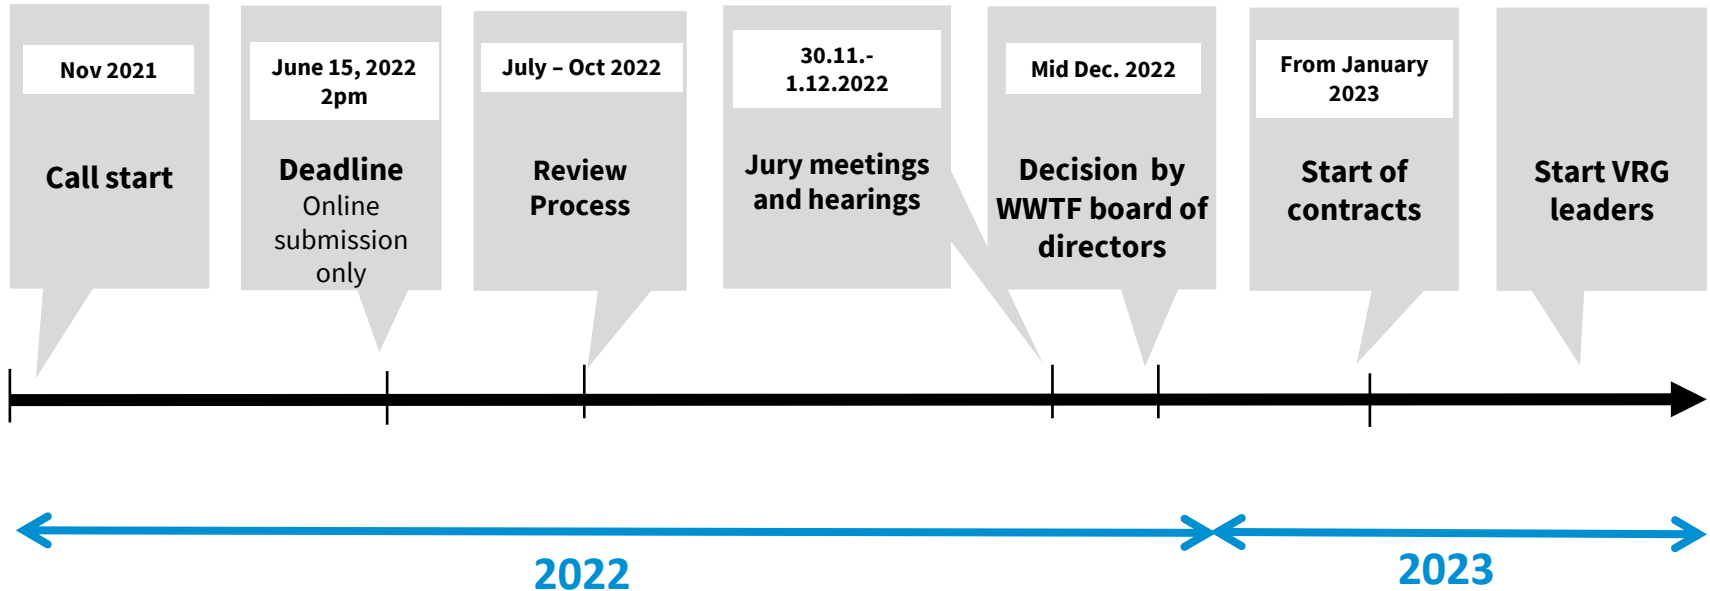 Nov 2021
Call start
June 15, 2022
2pm
Deadline
Online
submission
only
July – Oct 2022
Review
Process
30.11.-
1.12.2022
Jury meetings
and hearings
Mid Dec. 2022
Decision by
WWTF board of
directors
From January
2023
Start of
contracts
Start VRG
leaders
2022
2023